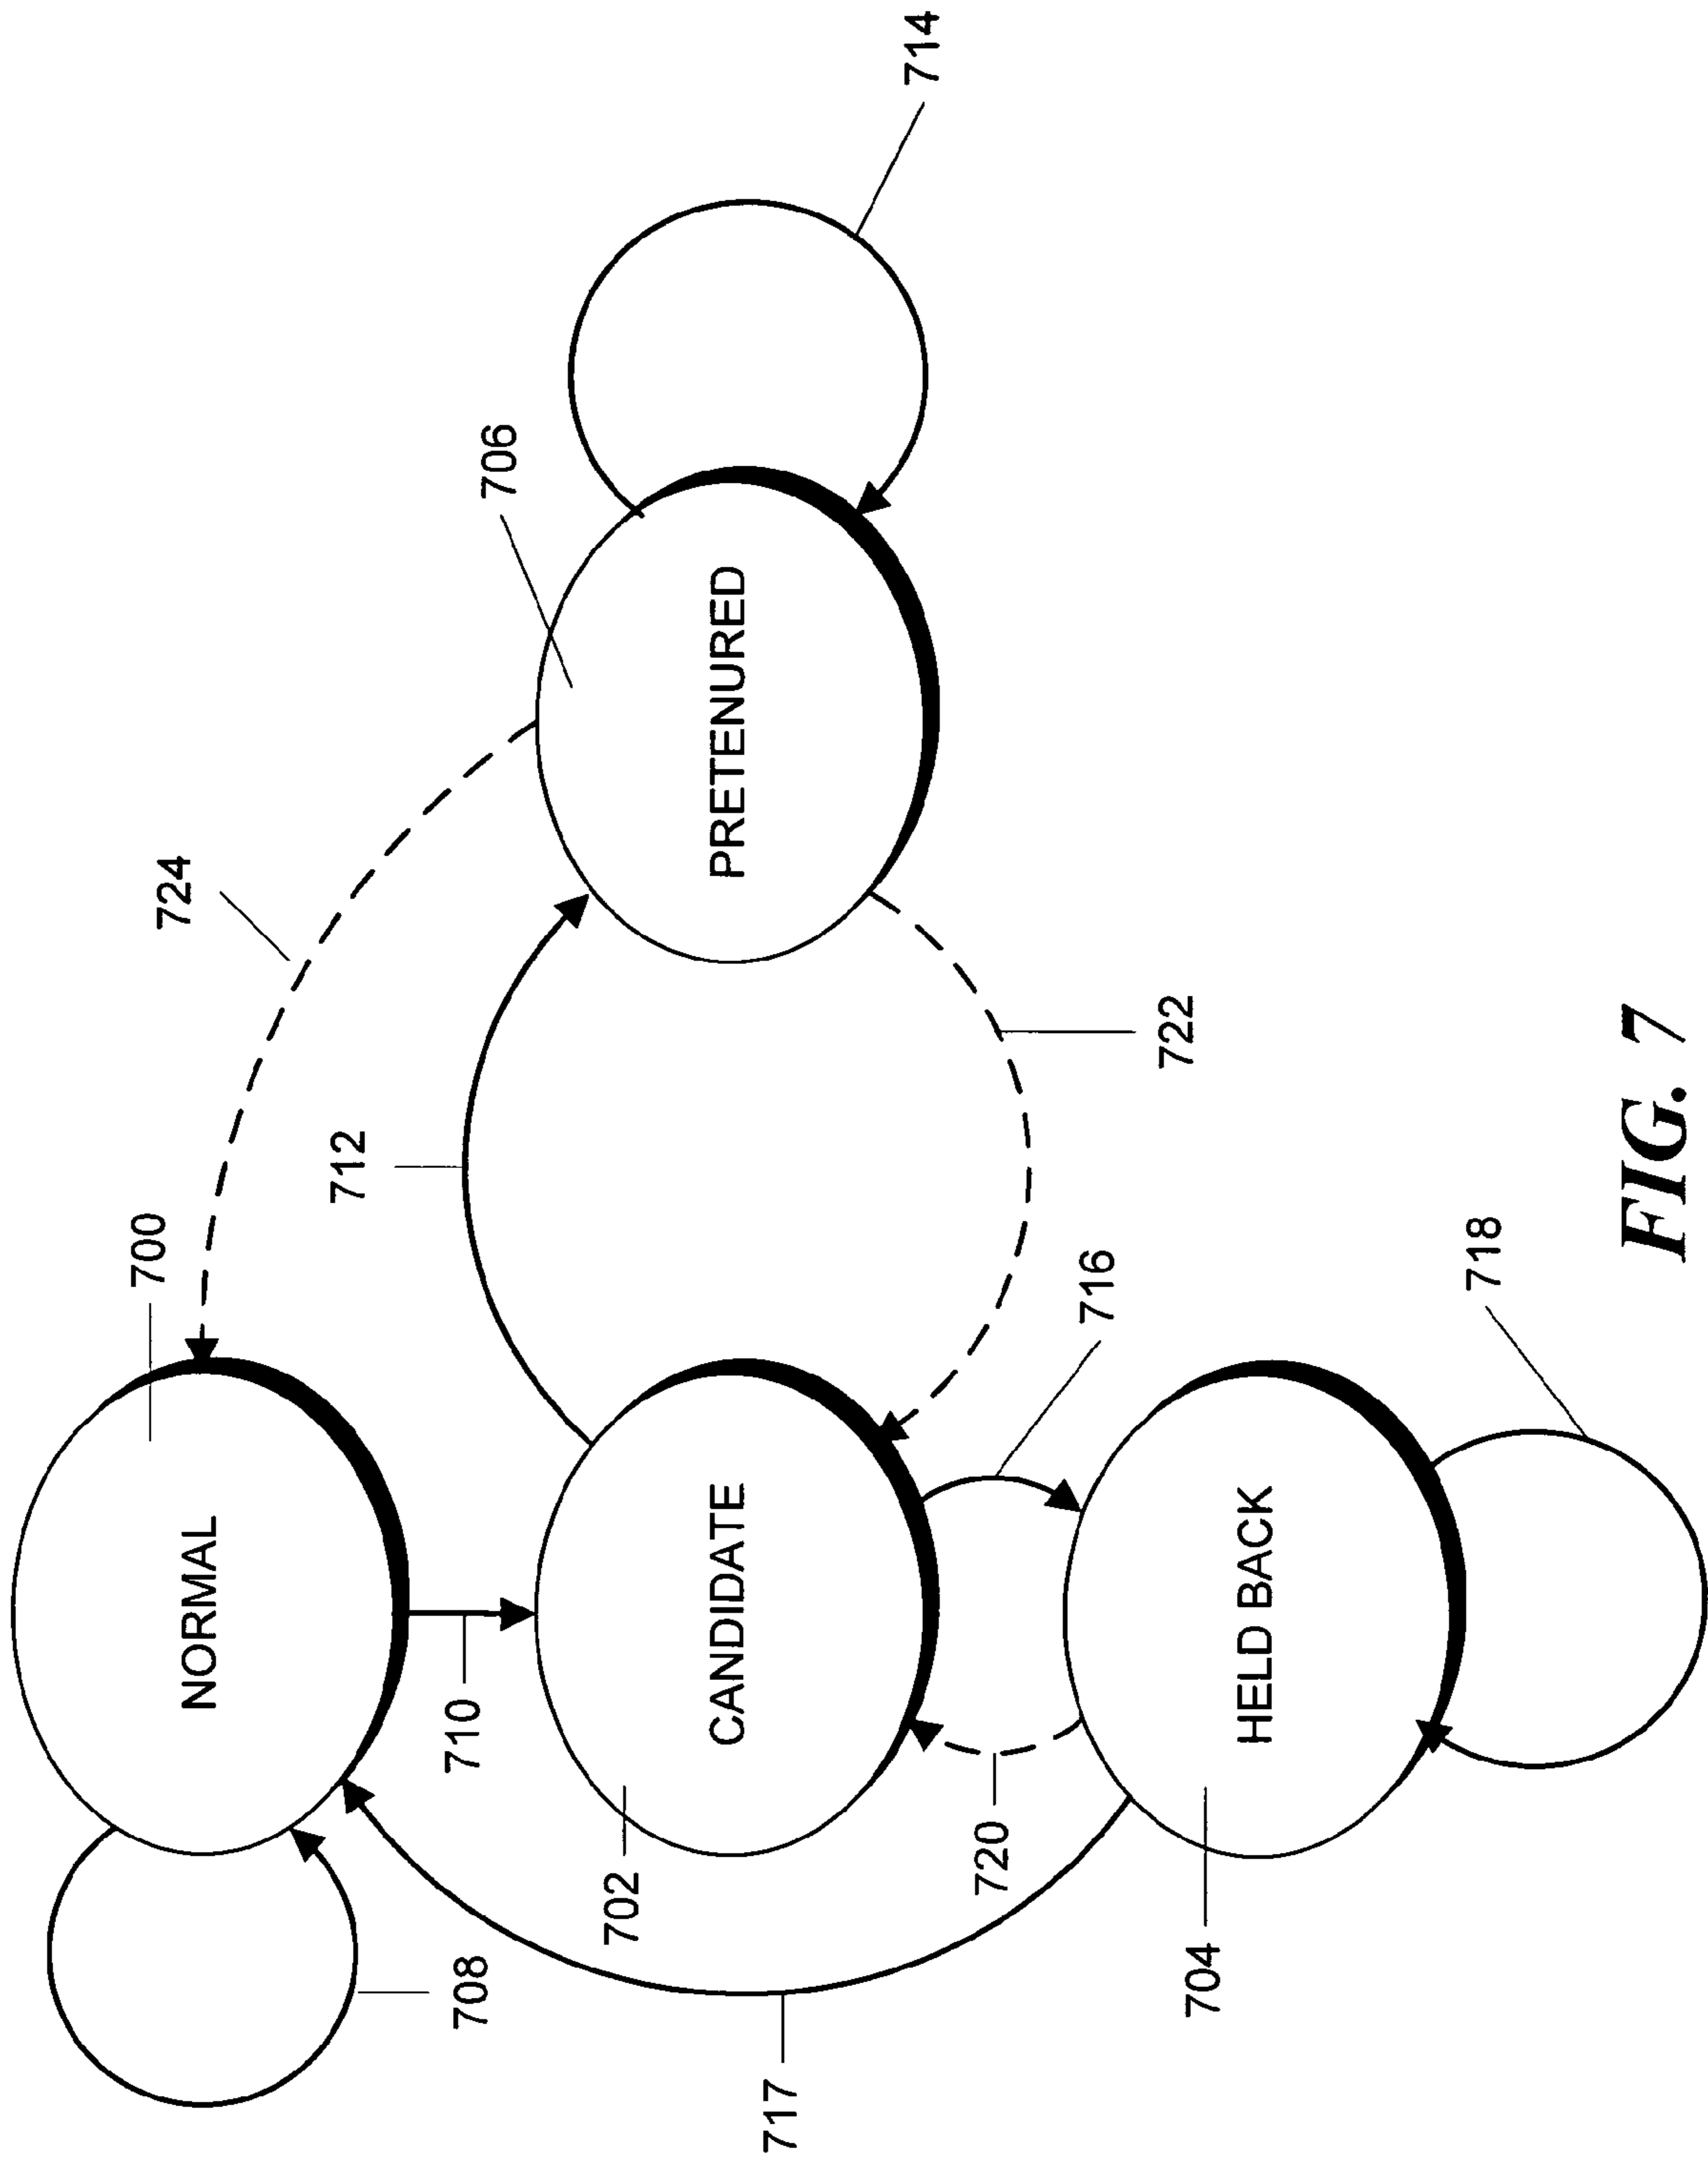 700
NORMAL
724
708
710
712
706
702
CANDIDATE
PRETENURED
714
717
720
716
722
704
HELD BACK
718
FIG. 7